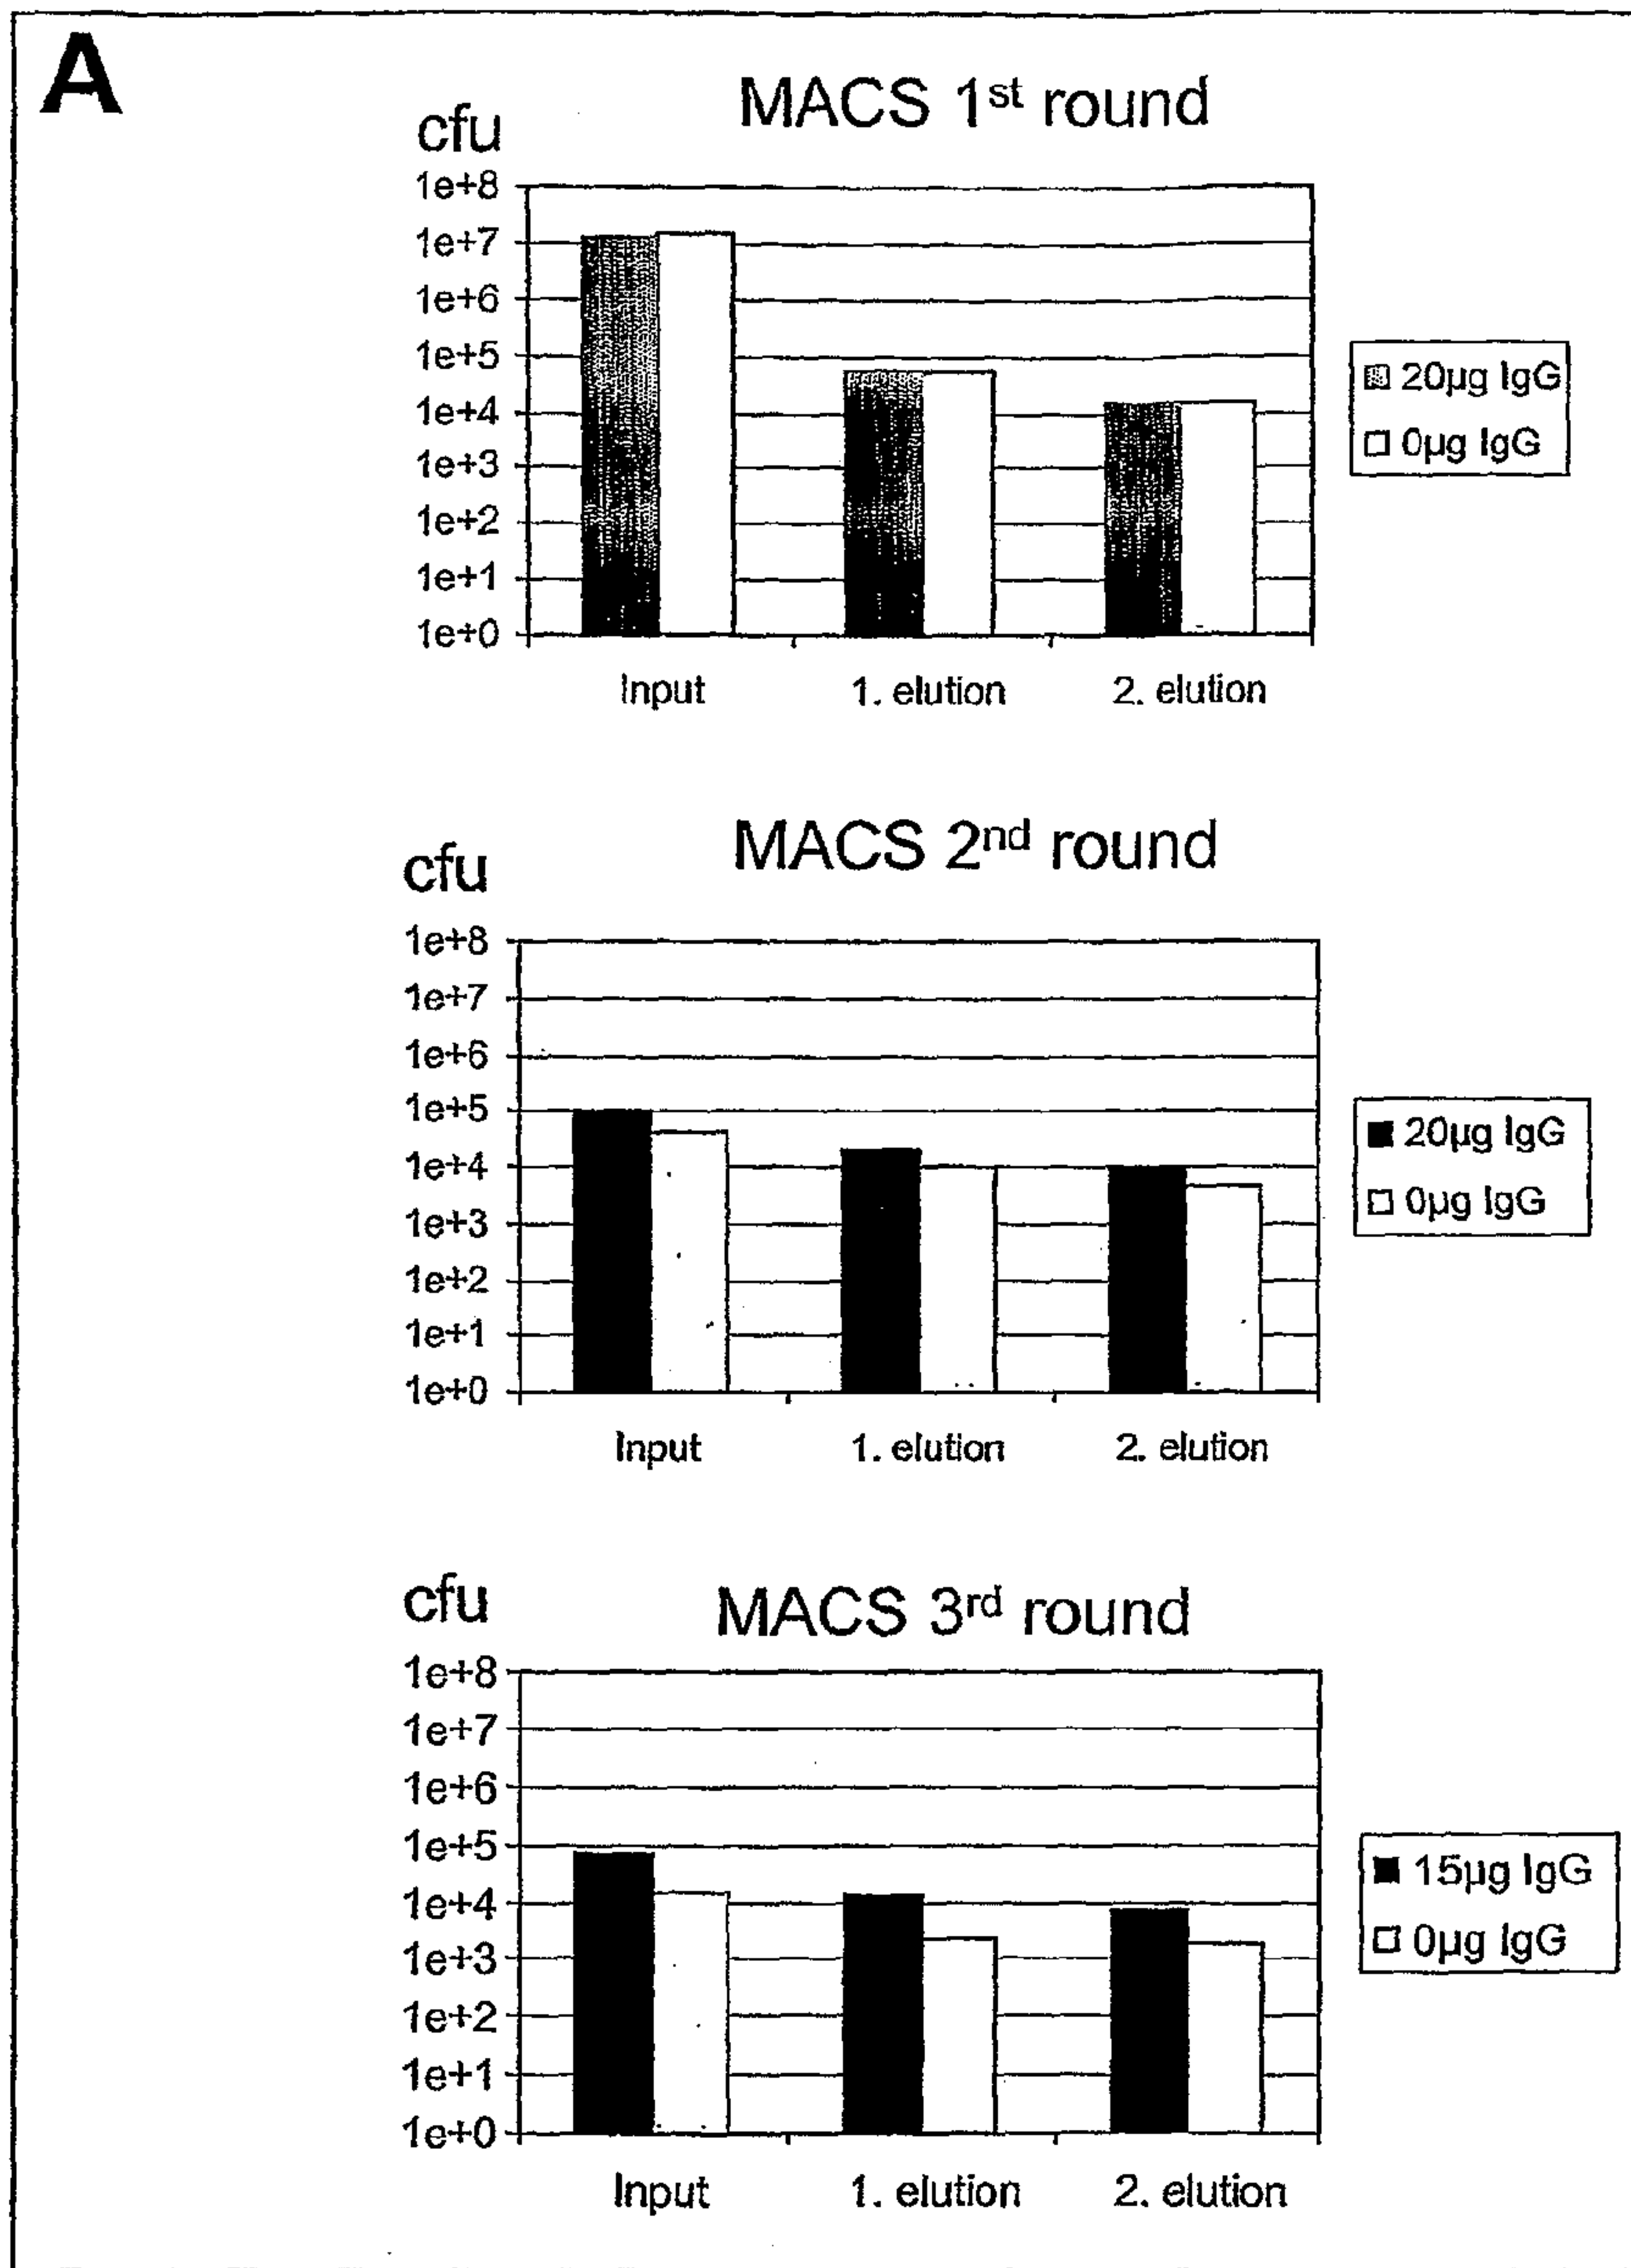 A
MACS 1st round
cfu
1e+8
1e+7
1e+6
1e+5
1e+4
1e+3
1e+2
1e+1
1e+0
Input 1. elution 2. elution
20µg IgG
0µg IgG
MACS 2nd round
cfu
1e+8
1e+7
1e+6
1e+5
1e+4
1e+3
1e+2
1e+1
1e+0
Input 1. elution 2. elution
20µg IgG
0µg IgG
MACS 3rd round
cfu
1e+8
1e+7
1e+6
1e+5
1e+4
1e+3
1e+2
1e+1
1e+0
Input 1. elution 2. elution
15µg IgG
0µg IgG